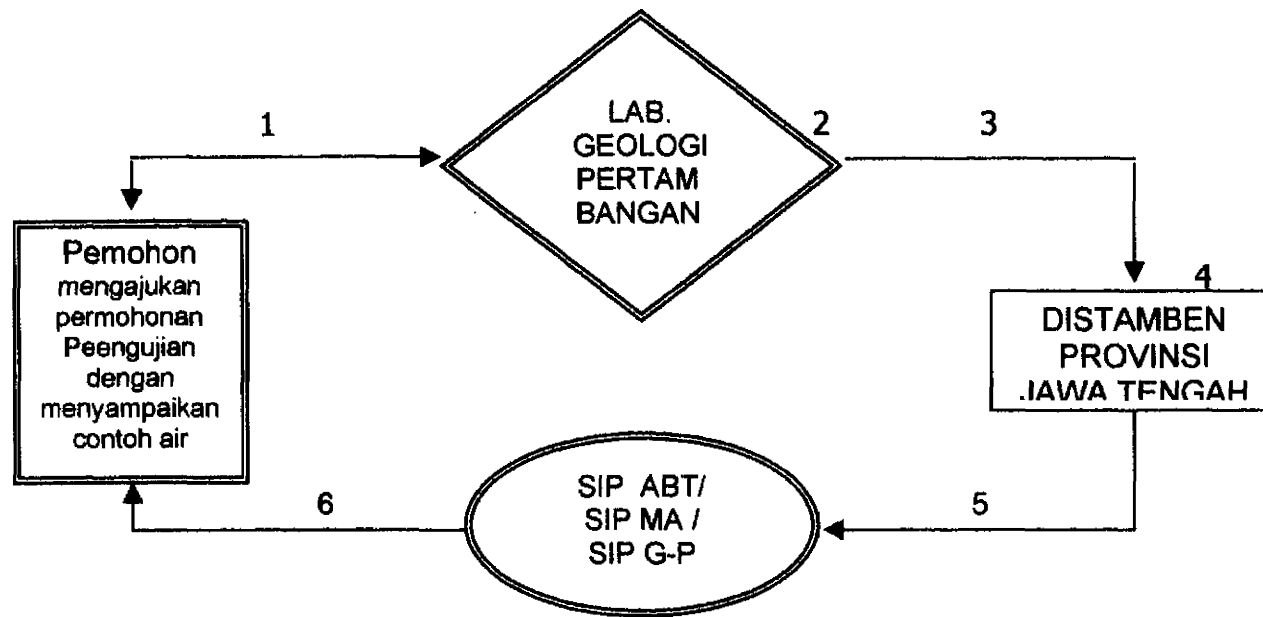 1
LAB.
GEOLOGI
PERTAM
BANGAN
2
3
Pemohon
mengajukan
permohonan
Peengujian
dengan
menyampaikan
contoh air
4
DISTAMBEN
PROVINSI
JAWA TENGAH
SIP ABT/
SIP MA /
SIP G-P
5
6